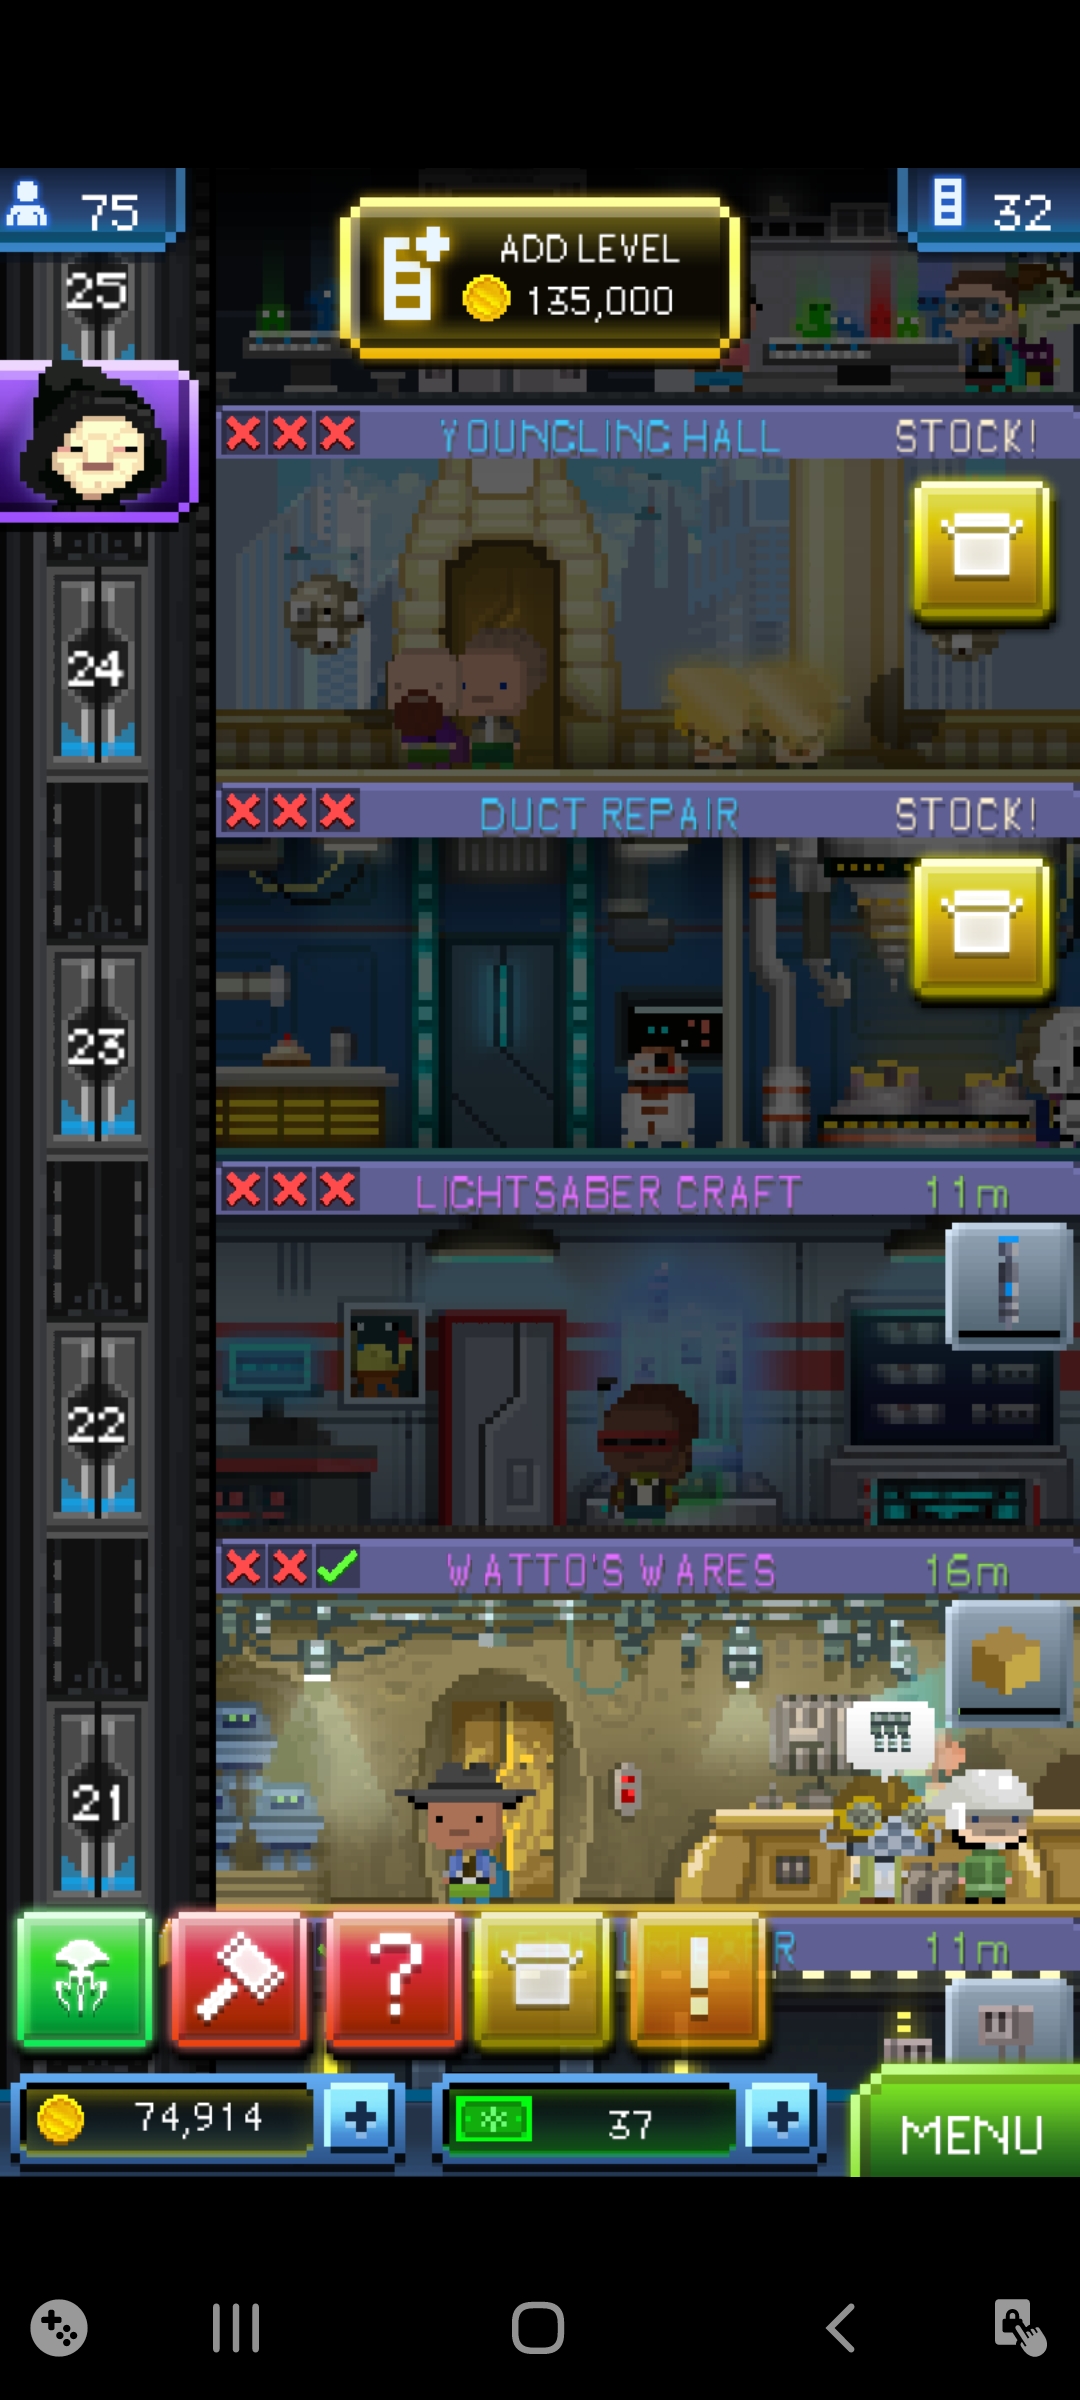 75
ADD LEVEL
135,000
32
25
YOUNGLING HALL
STOCK!
24
DUCT REPAIR
STOCK!
23
LIGHTSABER CRAFT
11m
22
WATTO'S WARES
16m
21
11m
74,914
37
MENU